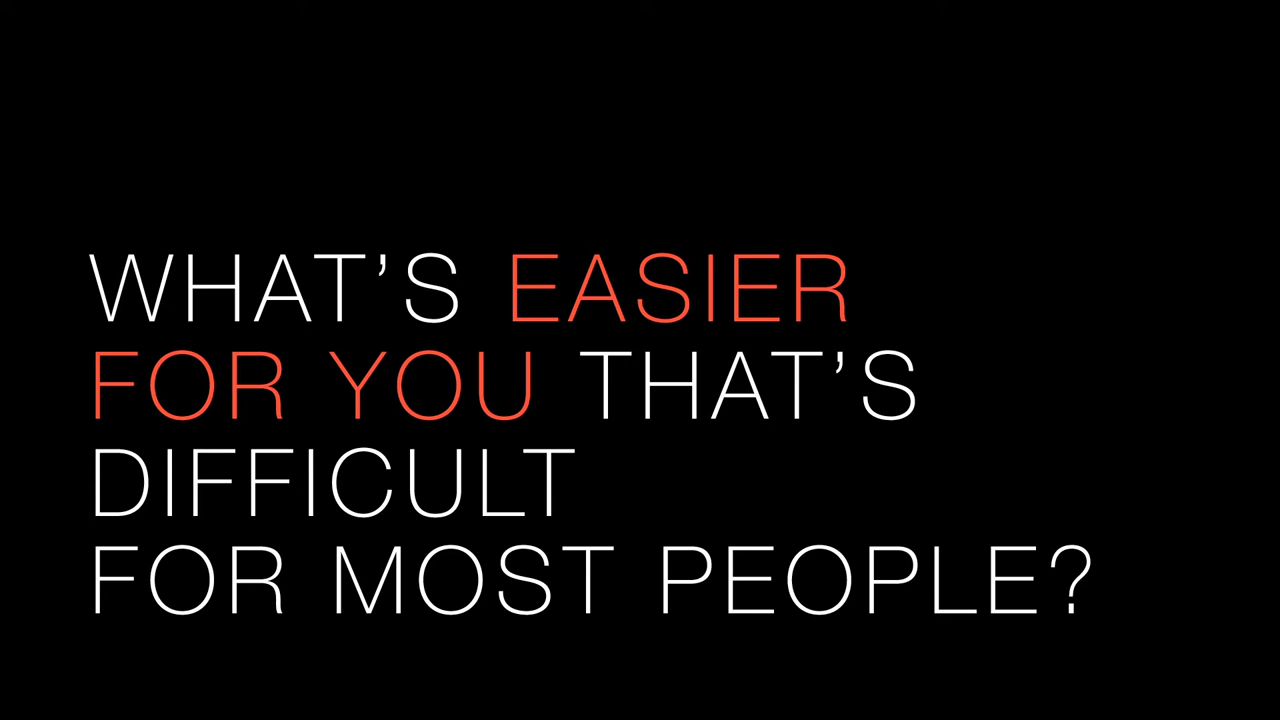 WHAT’S EASIER
FOR YOU THAT’S
DIFFICULT
FOR MOST PEOPLE?